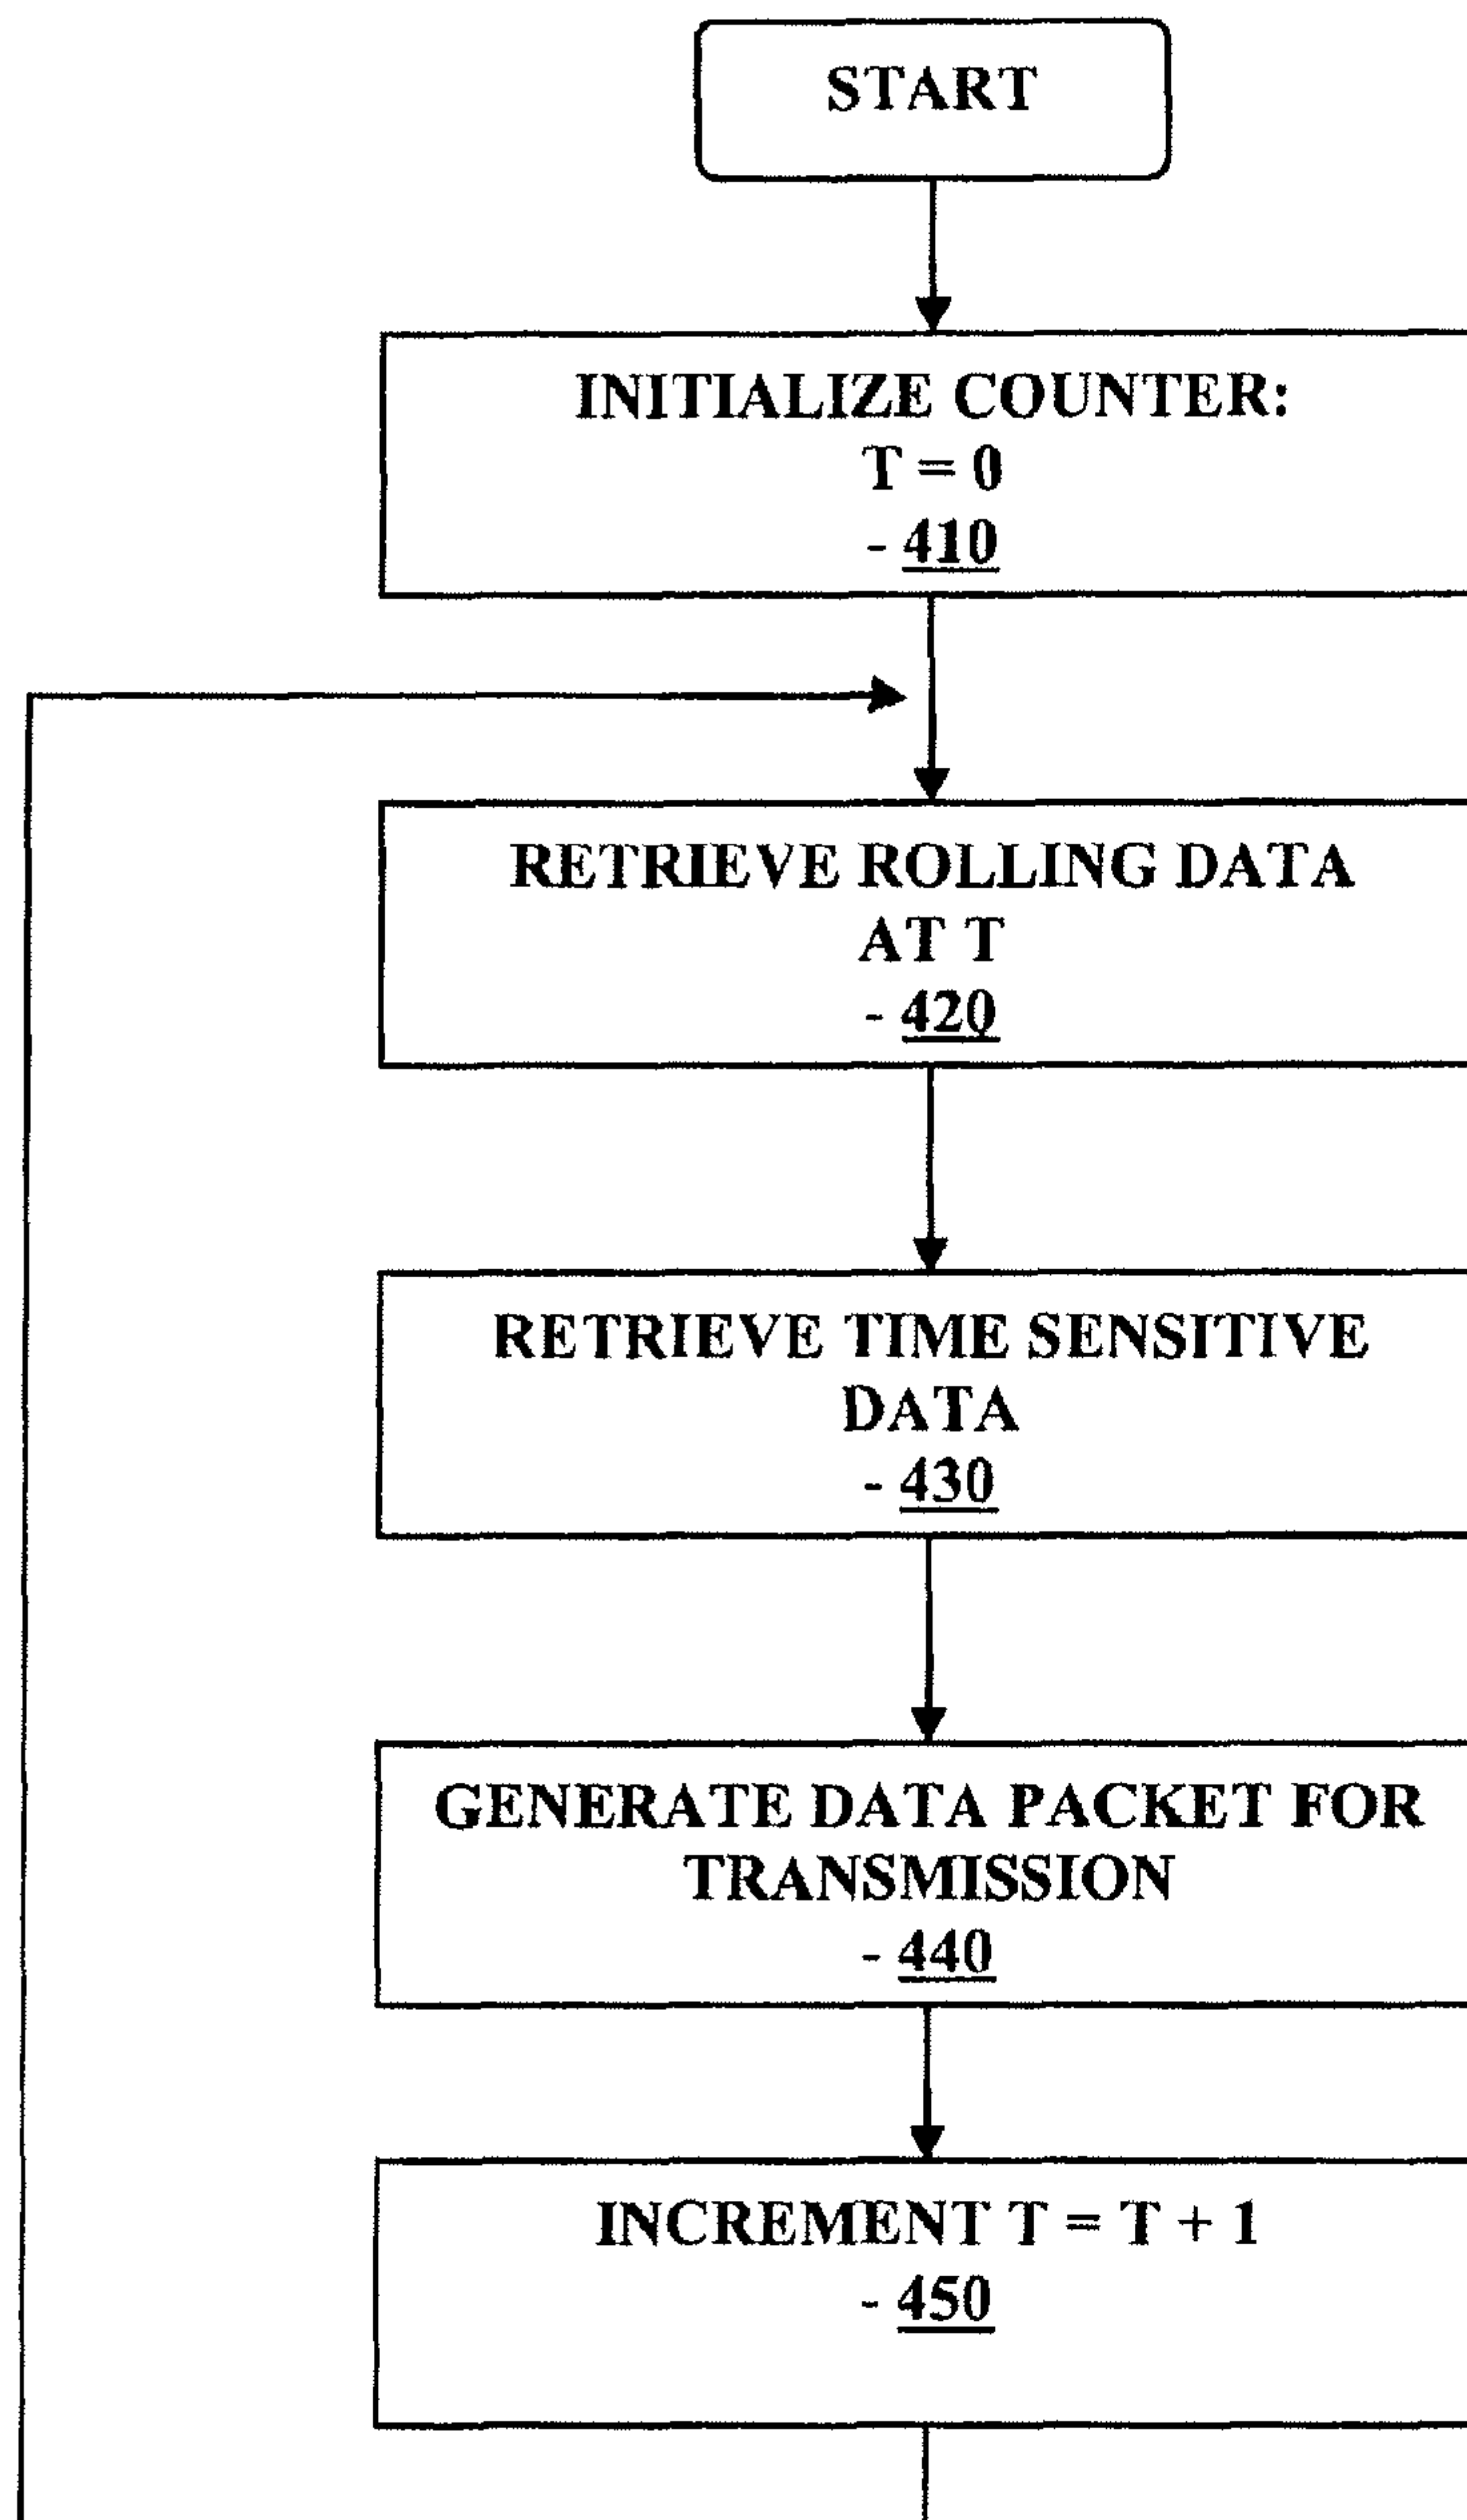 START
INITIALIZE COUNTER:
T = 0
- 410
RETRIEVE ROLLING DATA
AT T
- 420
RETRIEVE TIME SENSITIVE
DATA
- 430
GENERATE DATA PACKET FOR
TRANSMISSION
- 440
INCREMENT T = T + 1
- 450